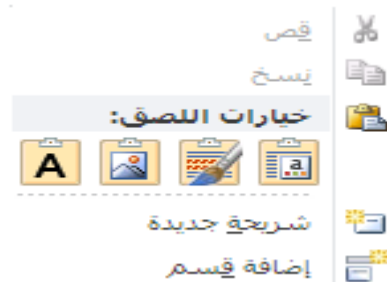 قص
نسخ
خيارات اللصق:
a A
شريحة جديدة
إضافة قسم